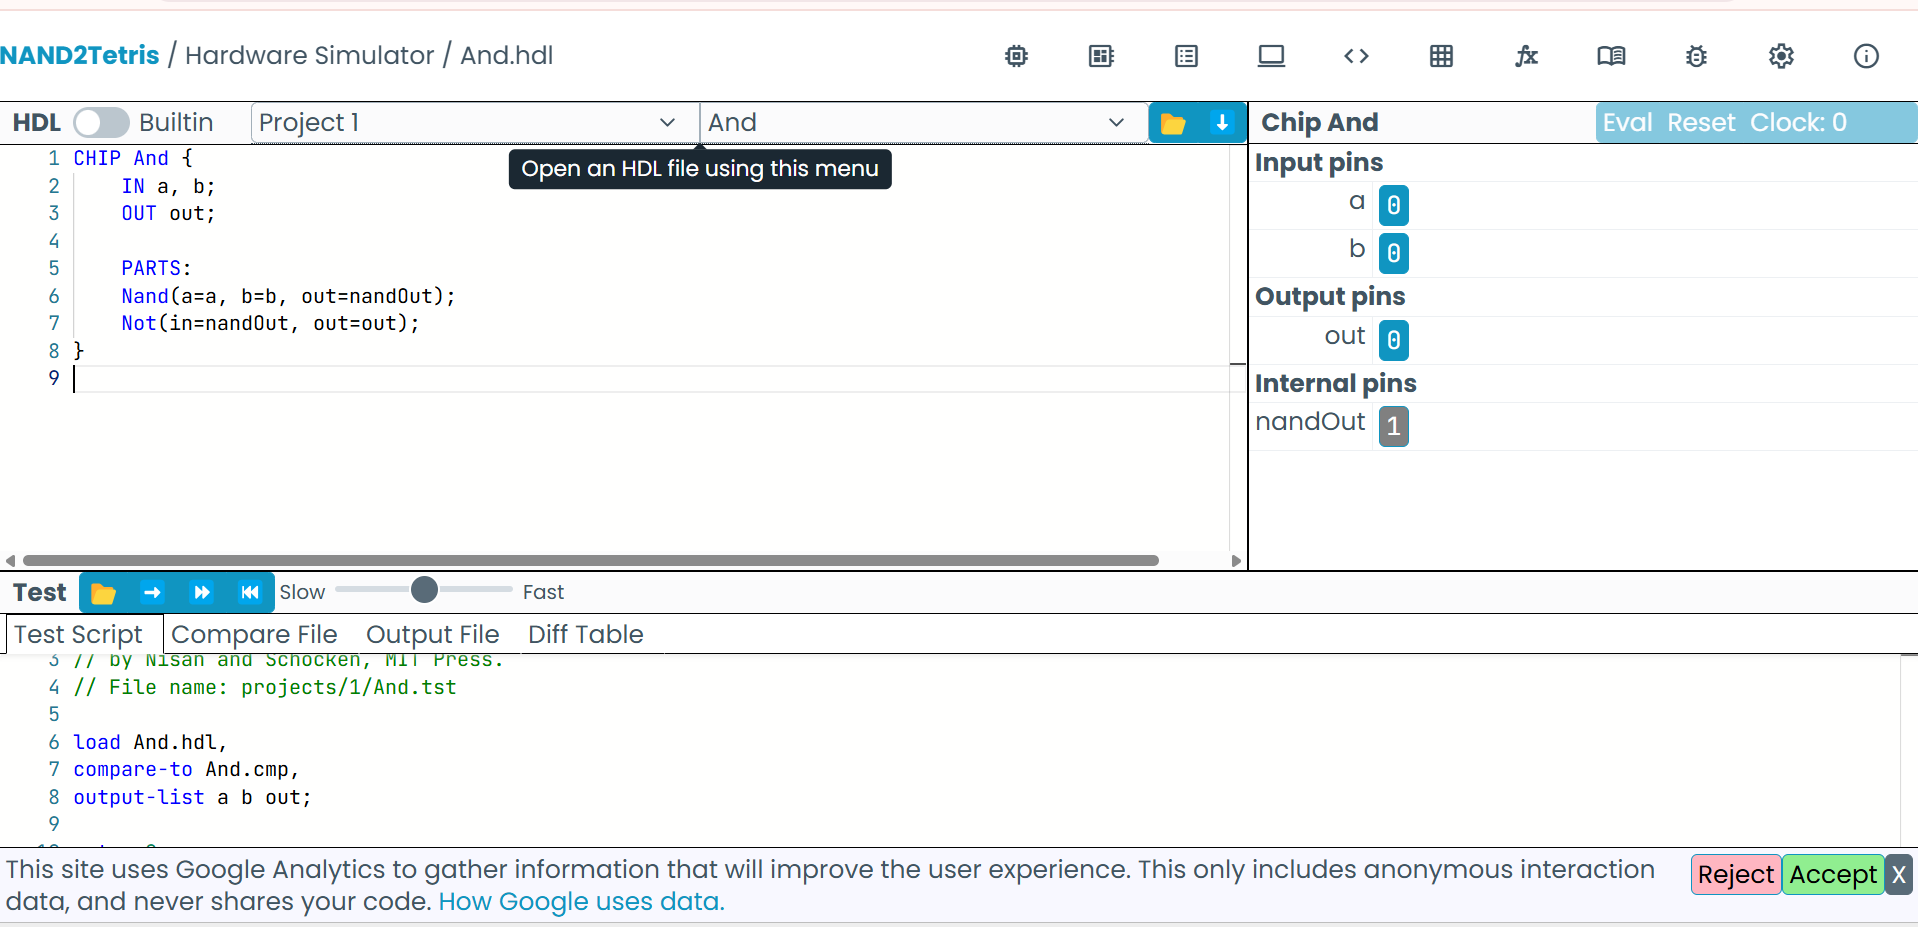 NAND2Tetris / Hardware Simulator / And.hdl
HDL Builtin Project 1 And
Open an HDL file using this menu
1 CHIP And {
2 IN a, b;
3 OUT out;
4
5 PARTS:
6 Nand(a=a, b=b, out=nandOut);
7 Not(in=nandOut, out=out);
8 }
9
Chip And Eval Reset Clock: 0
Input pins
a 0
b 0
Output pins
out 0
Internal pins
nandOut 1
Test Slow Fast
Test Script Compare File Output File Diff Table
3 // by Nisan and Schocken, MIT Press.
4 // File name: projects/1/And.tst
5
6 load And.hdl,
7 compare-to And.cmp,
8 output-list a b out;
9
This site uses Google Analytics to gather information that will improve the user experience. This only includes anonymous interaction
data, and never shares your code. How Google uses data.
Reject Accept X